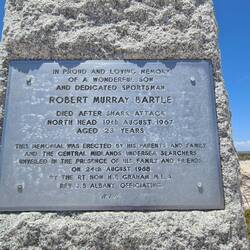 IN PROUD AND LOVING MEMORY
OF A WONDERFUL SON
AND DEDICATED SPORTSMAN
ROBERT MURRAY BARTLE
DIED AFTER SHARK ATTACK
NORTH HEAD 19TH AUGUST 1967
AGED 23 YEARS
THIS MEMORIAL WAS ERECTED BY HIS PARENTS AND FAMILY
AND THE CENTRAL MIDLANDS UNDERSEA SEARCHERS
UNVEILED IN THE PRESENCE OF HIS FAMILY AND FRIENDS
ON 24TH AUGUST 1968
BY THE RT. HON. H. E. GRAHAM M.L.A
REV. J. B. ALBANY OFFICIATING